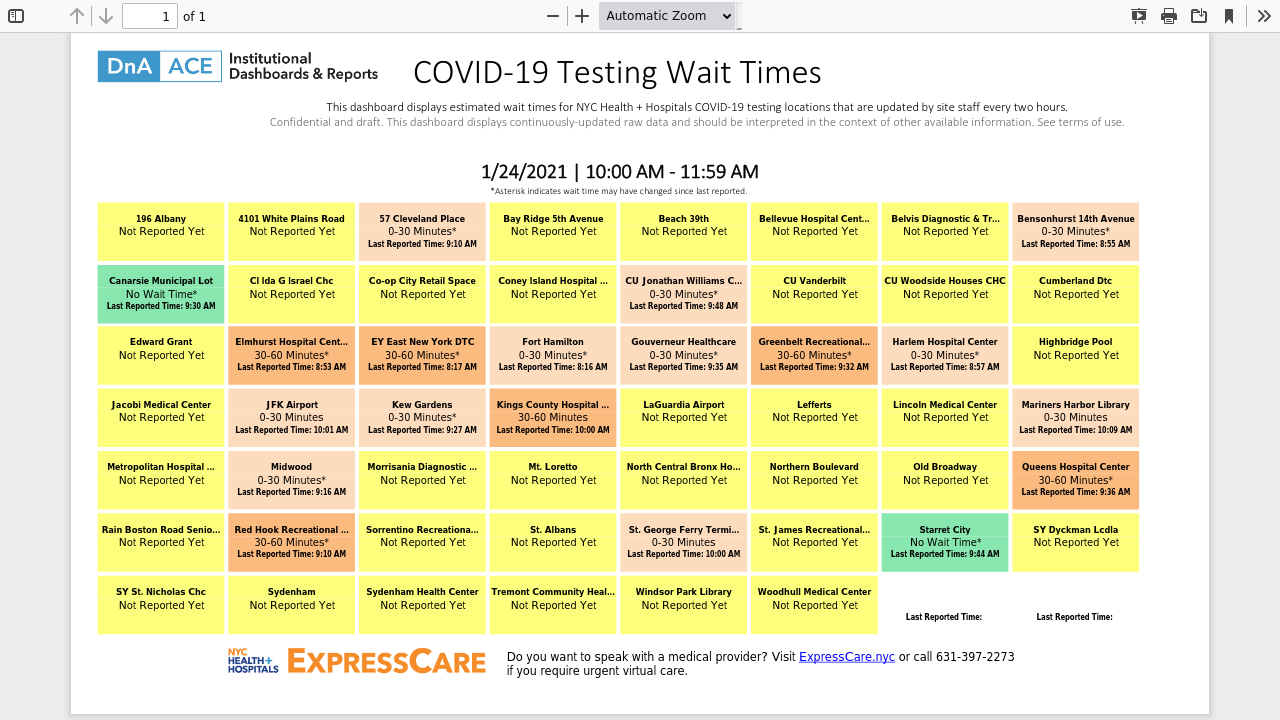 1 of 1 Automatic Zoom
DnA ACE Institutional
Dashboards & Reports
COVID-19 Testing Wait Times
This dashboard displays estimated wait times for NYC Health + Hospitals COVID-19 testing locations that are updated by site staff every two hours.
Confidential and draft. This dashboard displays continuously-updated raw data and should be interpreted in the context of other available information. See terms of use.
1/24/2021 | 10:00 AM - 11:59 AM
*Asterisk indicates wait time may have changed since last reported.
196 Albany
Not Reported Yet
4101 White Plains Road
Not Reported Yet
57 Cleveland Place
0-30 Minutes*
Last Reported Time: 9:10 AM
Bay Ridge 5th Avenue
Not Reported Yet
Beach 39th
Not Reported Yet
Bellevue Hospital Cent...
Not Reported Yet
Belvis Diagnostic & Tr...
Not Reported Yet
Bensonhurst 14th Avenue
0-30 Minutes*
Last Reported Time: 8:55 AM
Canarsie Municipal Lot
No Wait Time*
Last Reported Time: 9:30 AM
CI Ida G Israel Chc
Not Reported Yet
Co-op City Retail Space
Not Reported Yet
Coney Island Hospital ...
Not Reported Yet
CU Jonathan Williams C...
0-30 Minutes*
Last Reported Time: 9:48 AM
CU Vanderbilt
Not Reported Yet
CU Woodside Houses CHC
Not Reported Yet
Cumberland Dtc
Not Reported Yet
Edward Grant
Not Reported Yet
Elmhurst Hospital Cent...
30-60 Minutes*
Last Reported Time: 8:53 AM
EY East New York DTC
30-60 Minutes*
Last Reported Time: 8:17 AM
Fort Hamilton
0-30 Minutes*
Last Reported Time: 8:16 AM
Gouverneur Healthcare
0-30 Minutes*
Last Reported Time: 9:35 AM
Greenbelt Recreational...
30-60 Minutes*
Last Reported Time: 9:32 AM
Harlem Hospital Center
0-30 Minutes*
Last Reported Time: 8:57 AM
Highbridge Pool
Not Reported Yet
Jacobi Medical Center
Not Reported Yet
JFK Airport
0-30 Minutes
Last Reported Time: 10:01 AM
Kew Gardens
0-30 Minutes*
Last Reported Time: 9:27 AM
Kings County Hospital ...
30-60 Minutes
Last Reported Time: 10:00 AM
LaGuardia Airport
Not Reported Yet
Lefferts
Not Reported Yet
Lincoln Medical Center
Not Reported Yet
Mariners Harbor Library
0-30 Minutes
Last Reported Time: 10:09 AM
Metropolitan Hospital ...
Not Reported Yet
Midwood
0-30 Minutes*
Last Reported Time: 9:16 AM
Morrisania Diagnostic ...
Not Reported Yet
Mt. Loretto
Not Reported Yet
North Central Bronx Ho...
Not Reported Yet
Northern Boulevard
Not Reported Yet
Old Broadway
Not Reported Yet
Queens Hospital Center
30-60 Minutes*
Last Reported Time: 9:36 AM
Rain Boston Road Senio...
Not Reported Yet
Red Hook Recreational ...
30-60 Minutes*
Last Reported Time: 9:10 AM
Sorrentino Recreationa...
Not Reported Yet
St. Albans
Not Reported Yet
St. George Ferry Termi...
0-30 Minutes
Last Reported Time: 10:00 AM
St. James Recreational...
Not Reported Yet
Starret City
No Wait Time*
Last Reported Time: 9:44 AM
SY Dyckman Lcdla
Not Reported Yet
SY St. Nicholas Chc
Not Reported Yet
Sydenham
Not Reported Yet
Sydenham Health Center
Not Reported Yet
Tremont Community Heal...
Not Reported Yet
Windsor Park Library
Not Reported Yet
Woodhull Medical Center
Not Reported Yet
Last Reported Time:
Last Reported Time:
NYC
HEALTH+
HOSPITALS
EXPRESSCARE
Do you want to speak with a medical provider? Visit ExpressCare.nyc or call 631-397-2273
if you require urgent virtual care.